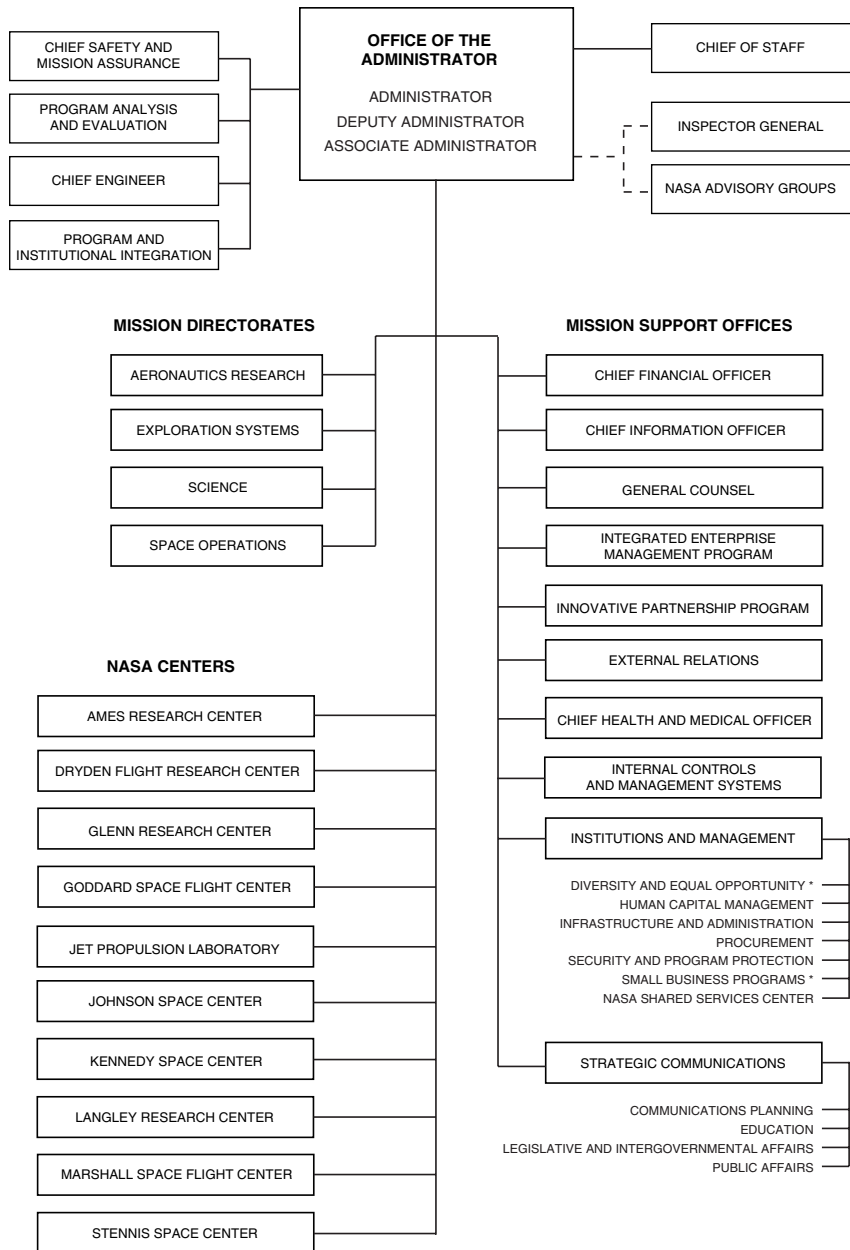 OFFICE OF THE
ADMINISTRATOR
ADMINISTRATOR
DEPUTY ADMINISTRATOR
ASSOCIATE ADMINISTRATOR
CHIEF SAFETY AND
MISSION ASSURANCE
PROGRAM ANALYSIS
AND EVALUATION
CHIEF ENGINEER
PROGRAM AND
INSTITUTIONAL INTEGRATION
CHIEF OF STAFF
INSPECTOR GENERAL
NASA ADVISORY GROUPS
MISSION DIRECTORATES
AERONAUTICS RESEARCH
EXPLORATION SYSTEMS
SCIENCE
SPACE OPERATIONS
NASA CENTERS
AMES RESEARCH CENTER
DRYDEN FLIGHT RESEARCH CENTER
GLENN RESEARCH CENTER
GODDARD SPACE FLIGHT CENTER
JET PROPULSION LABORATORY
JOHNSON SPACE CENTER
KENNEDY SPACE CENTER
LANGLEY RESEARCH CENTER
MARSHALL SPACE FLIGHT CENTER
STENNIS SPACE CENTER
MISSION SUPPORT OFFICES
CHIEF FINANCIAL OFFICER
CHIEF INFORMATION OFFICER
GENERAL COUNSEL
INTEGRATED ENTERPRISE
MANAGEMENT PROGRAM
INNOVATIVE PARTNERSHIP PROGRAM
EXTERNAL RELATIONS
CHIEF HEALTH AND MEDICAL OFFICER
INTERNAL CONTROLS
AND MANAGEMENT SYSTEMS
INSTITUTIONS AND MANAGEMENT
DIVERSITY AND EQUAL OPPORTUNITY *
HUMAN CAPITAL MANAGEMENT
INFRASTRUCTURE AND ADMINISTRATION
PROCUREMENT
SECURITY AND PROGRAM PROTECTION
SMALL BUSINESS PROGRAMS *
NASA SHARED SERVICES CENTER
STRATEGIC COMMUNICATIONS
COMMUNICATIONS PLANNING
EDUCATION
LEGISLATIVE AND INTERGOVERNMENTAL AFFAIRS
PUBLIC AFFAIRS